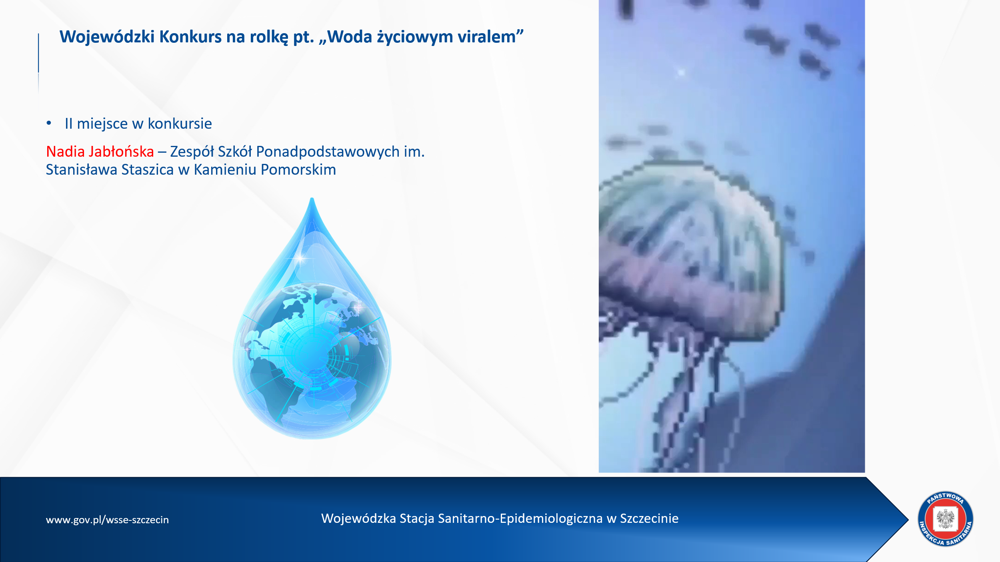 Wojewódzki Konkurs na rolkę pt. „Woda życiowym viralem”
• II miejsce w konkursie
Nadia Jabłońska – Zespół Szkół Ponadpodstawowych im.
Stanisława Staszica w Kamieniu Pomorskim
www.gov.pl/wsse-szczecin
Wojewódzka Stacja Sanitarno-Epidemiologiczna w Szczecinie
PAŃSTWOWA
INSPEKCJA SANITARNA